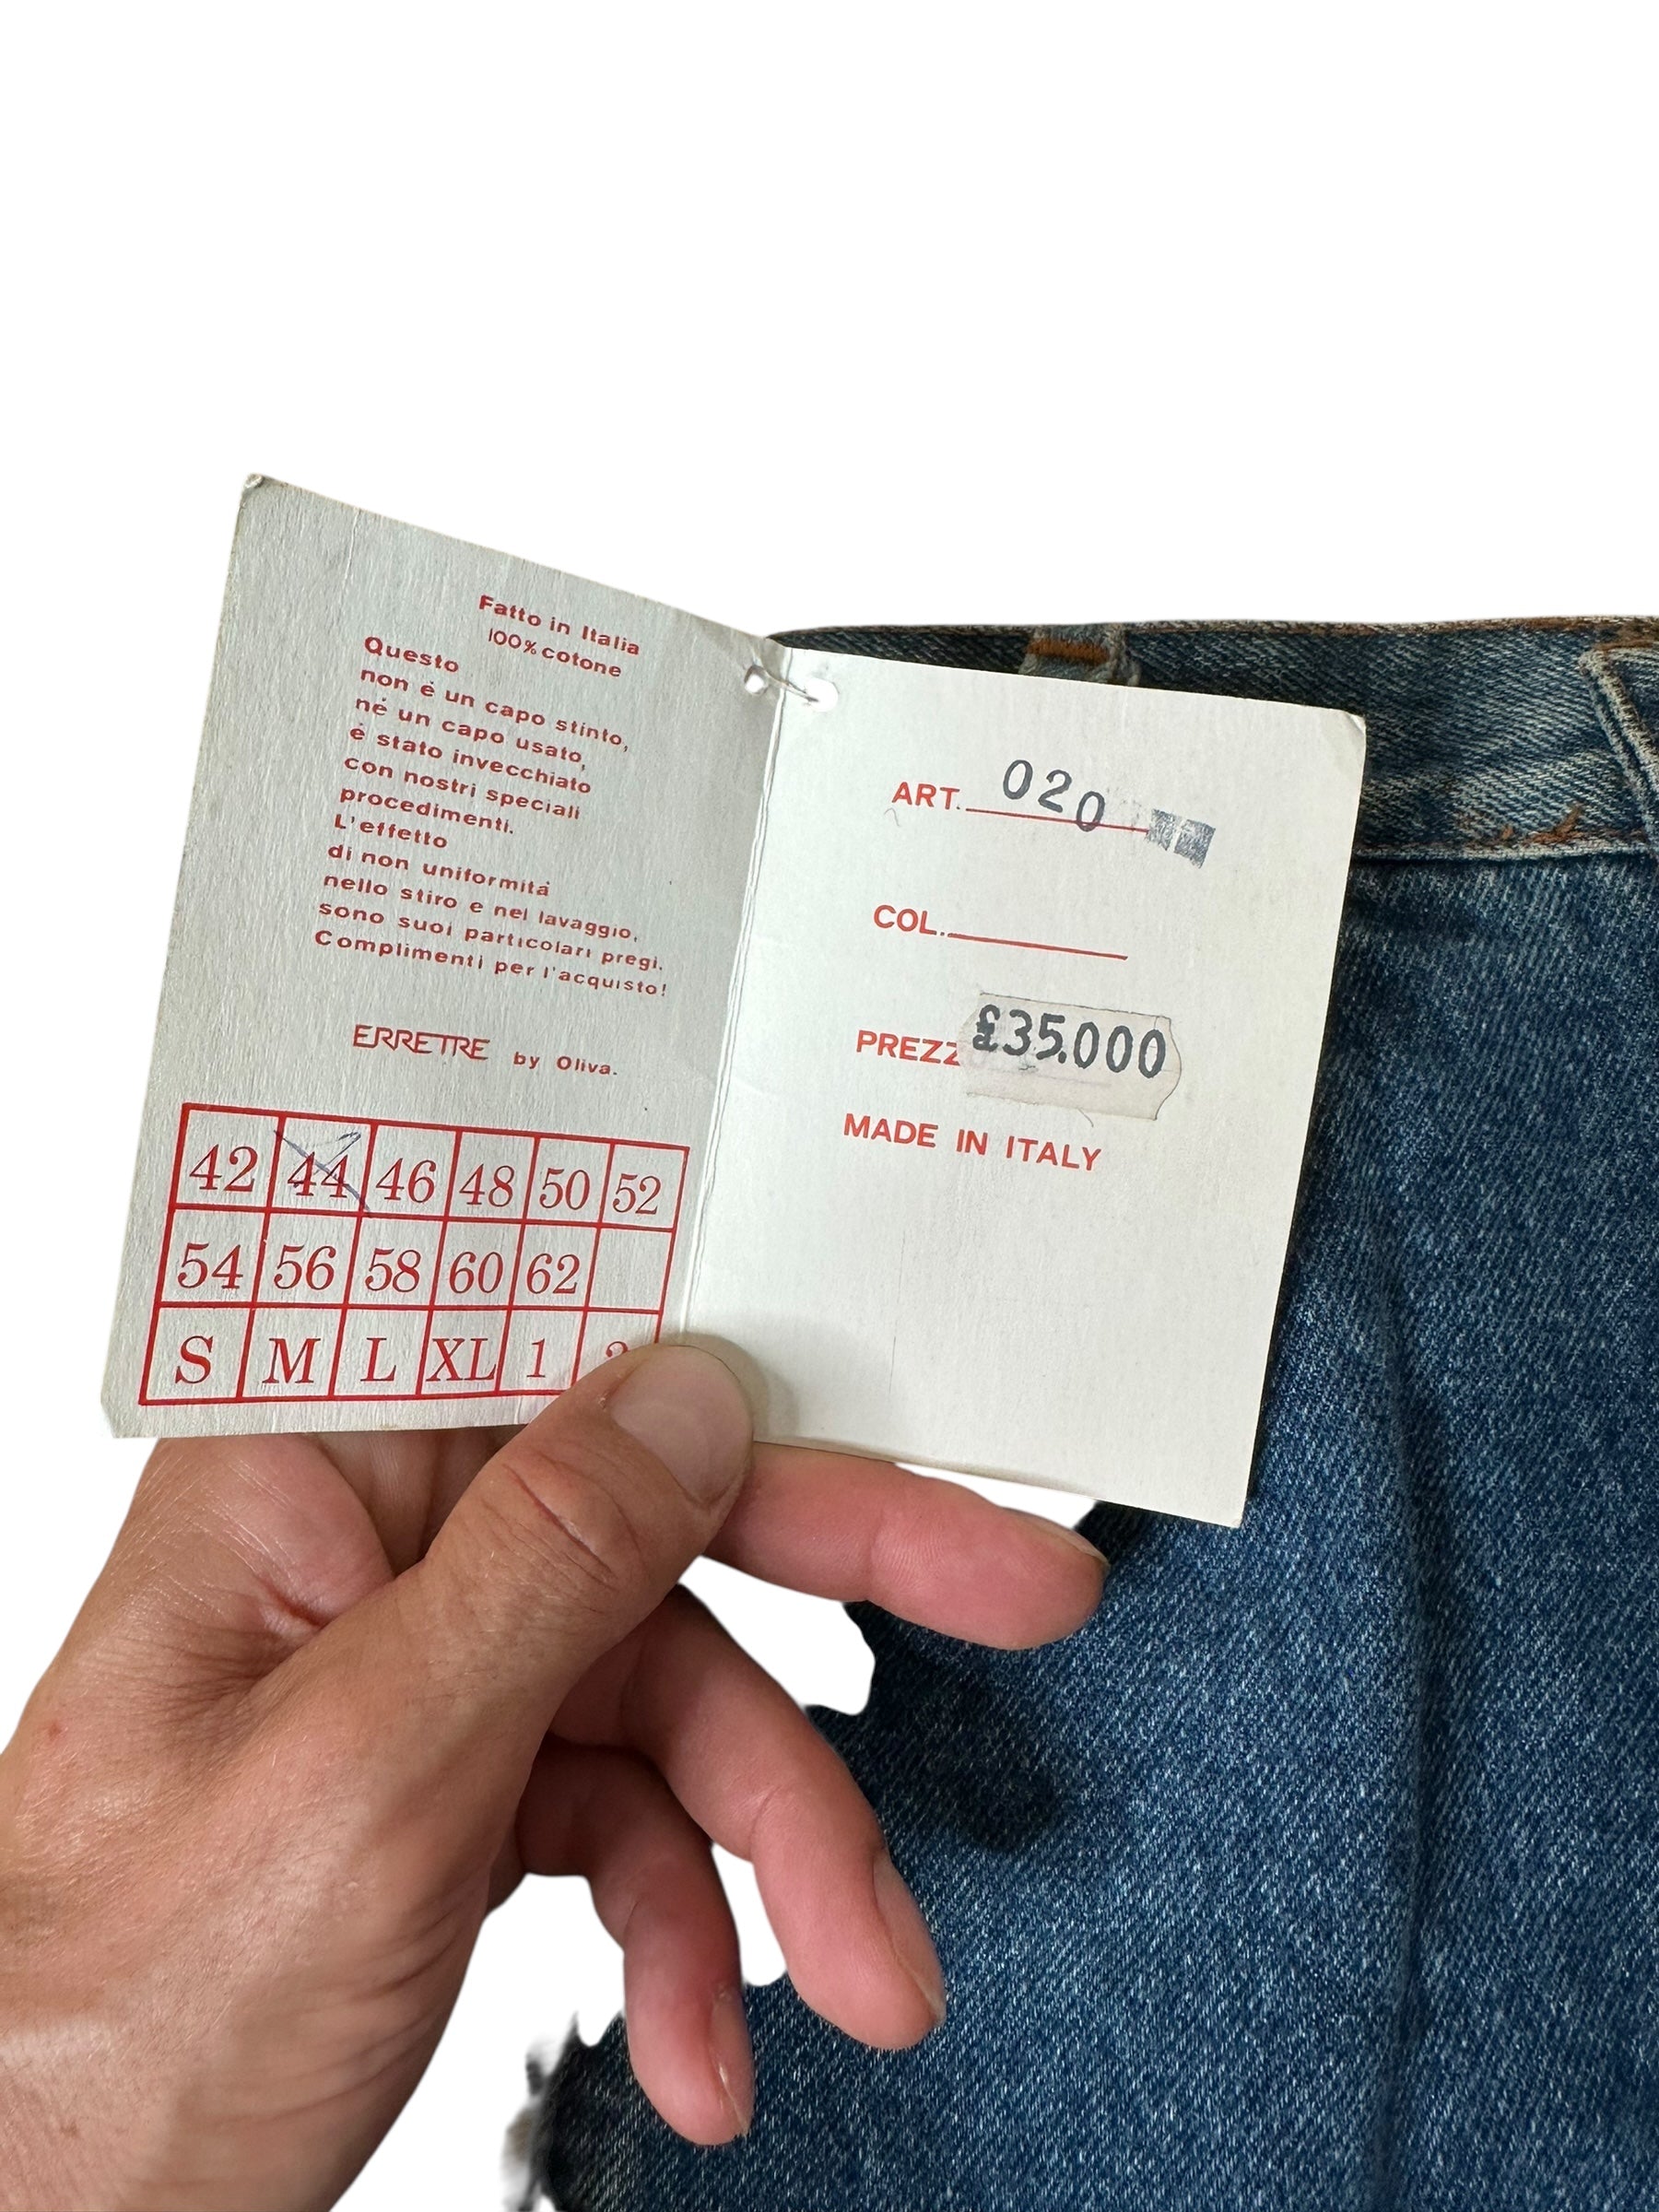 Fatto in Italia
100% cotone
Questo
non è un capo stinto,
né un capo usato,
è stato invecchiato
con nostri speciali
procedimenti.
L'effetto
di non uniformità
nello stiro e nel lavaggio,
sono suoi particolari pregi.
Complimenti per l'acquisto!
ERRETRE by Oliva.
42 44 46 48 50 52
54 56 58 60 62
S M L XL 1
ART. 020
COL.
PREZZ £35.000
MADE IN ITALY